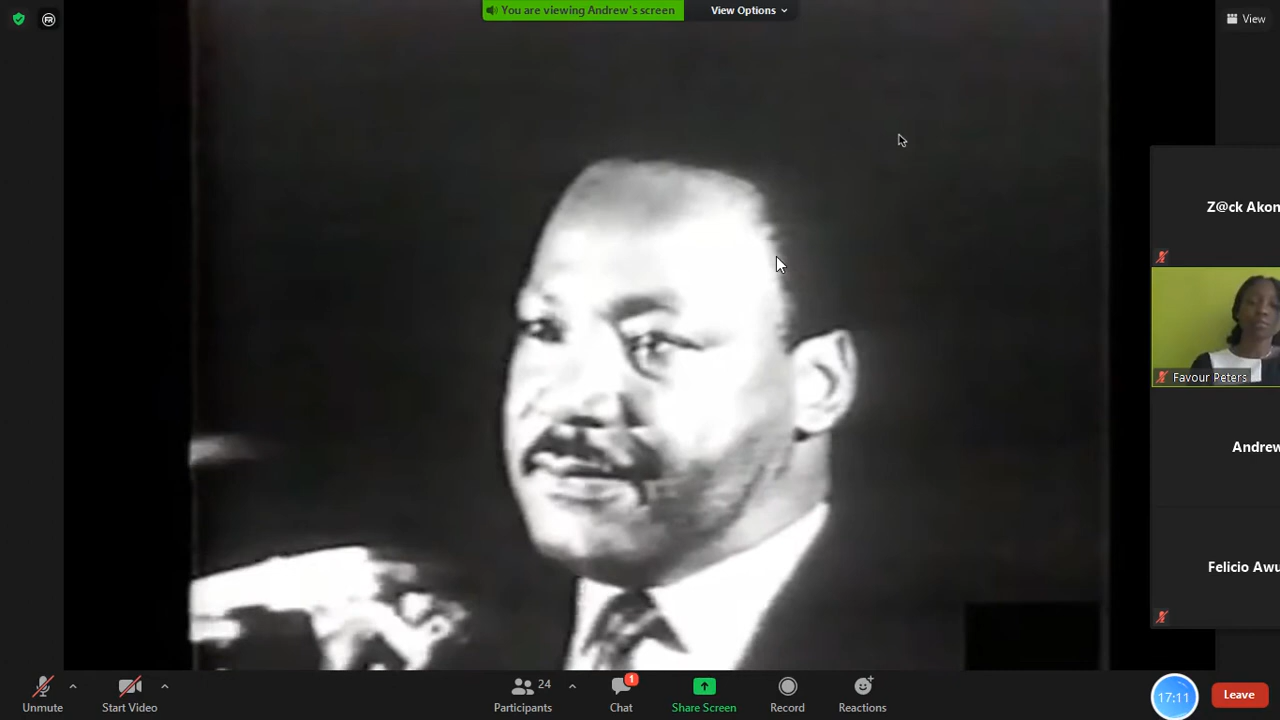 FR
You are viewing Andrew's screen
View Options
View
Z@ck Akon
Favour Peters
Andrew
Felicio Awu
Unmute
Start Video
24
Participants
1
Chat
Share Screen
Record
Reactions
17:11
Leave